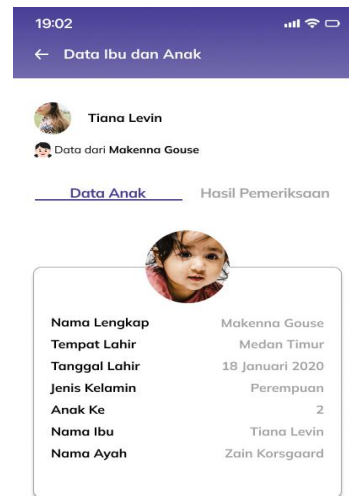 19:02
Data Ibu dan Anak
Tiana Levin
Data dari Makenna Gouse
Data Anak Hasil Pemeriksaan
Nama Lengkap Makenna Gouse
Tempat Lahir Medan Timur
Tanggal Lahir 18 Januari 2020
Jenis Kelamin Perempuan
Anak Ke 2
Nama Ibu Tiana Levin
Nama Ayah Zain Korsgaard